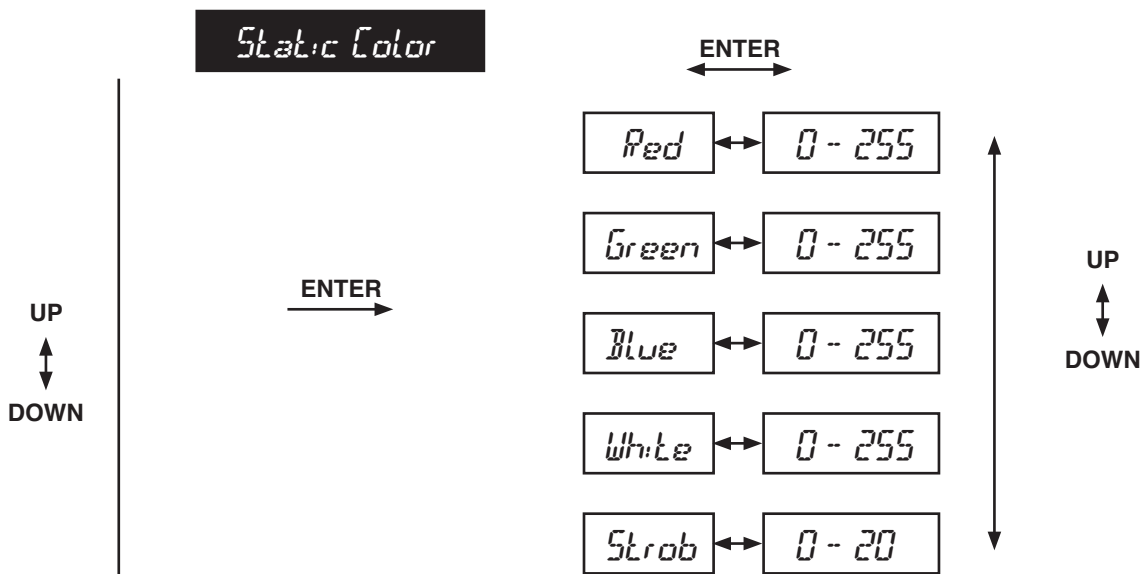 Static Color
ENTER
Red 0 - 255
Green 0 - 255
UP
ENTER
UP
DOWN
Blue 0 - 255
DOWN
White 0 - 255
Strob 0 - 20